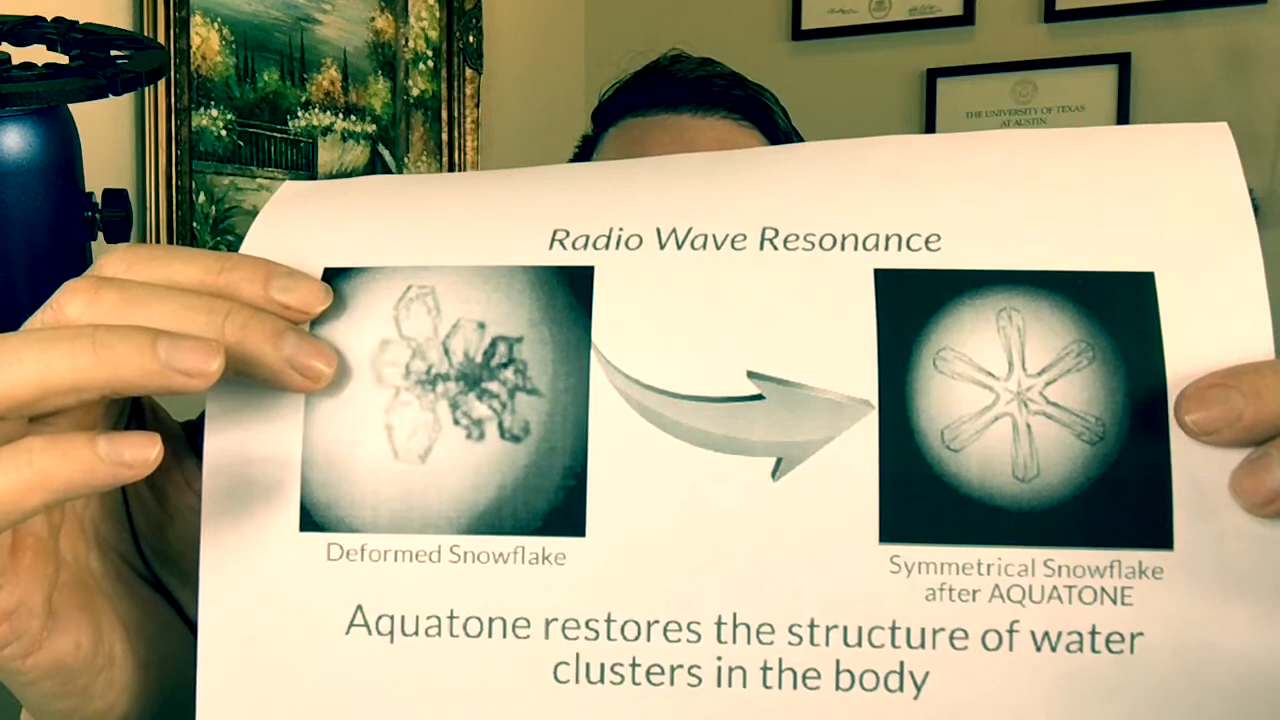 THE UNIVERSITY OF TEXAS
AT AUSTIN
Radio Wave Resonance
Deformed Snowflake
Symmetrical Snowflake
after AQUATONE
Aquatone restores the structure of water
clusters in the body